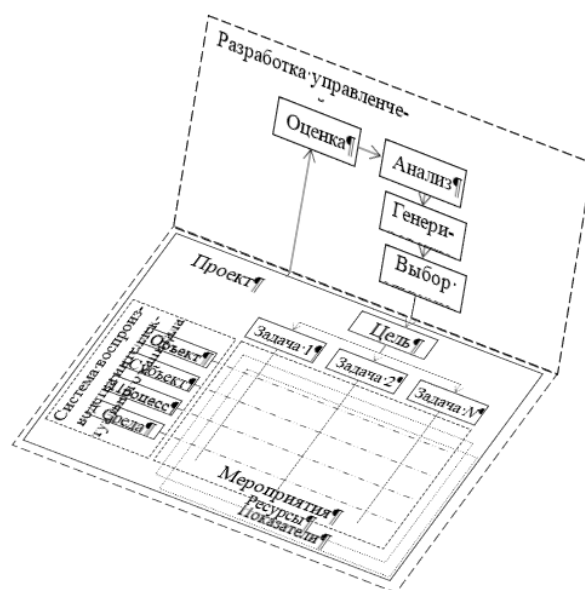 Разработка·управленче-
Оценка¶
Анализ¶
Генери-
Выбор·
Проект¶
Цель¶
Задача·1¶
Задача·2¶
Задача·N¶
Система·воспроиз-
Объект¶
Субъект¶
Процесс¶
Среда¶
Мероприятия¶
Ресурсы¶
Показатели¶